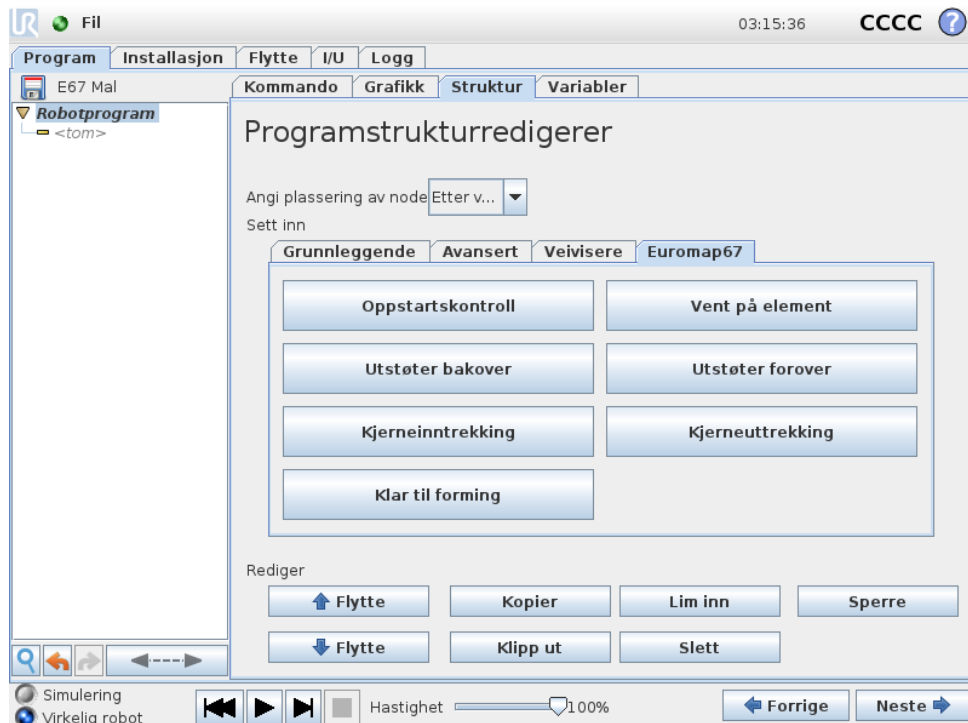 UR Fil 03:15:36 CCCC ?
Program Installasjon Flytte I/U Logg
E67 Mal
Robotprogram
<tom>
Kommando Grafikk Struktur Variabler
Programstrukturredigerer
Angi plassering av node Etter v...
Sett inn
Grunnleggende Avansert Veivisere Euromap67
Oppstartskontroll Vent på element
Utstøter bakover Utstøter forover
Kjerneinntrekking Kjerneuttrekking
Klar til forming
Rediger
Flytte Kopier Lim inn Sperre
Flytte Klipp ut Slett
Simulering
Virkelig robot
Hastighet 100%
Forrige Neste